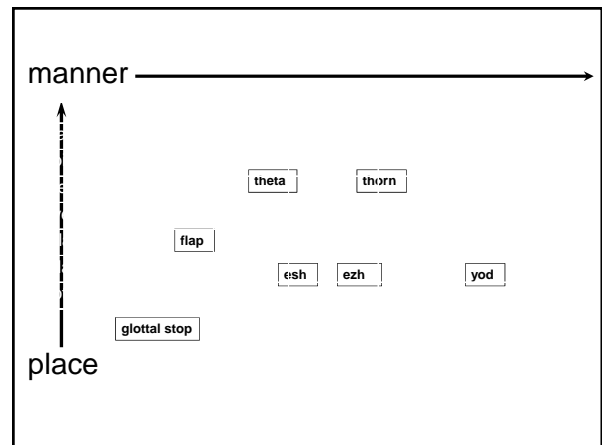 manner
theta thorn
flap
esh ezh yod
glottal stop
place